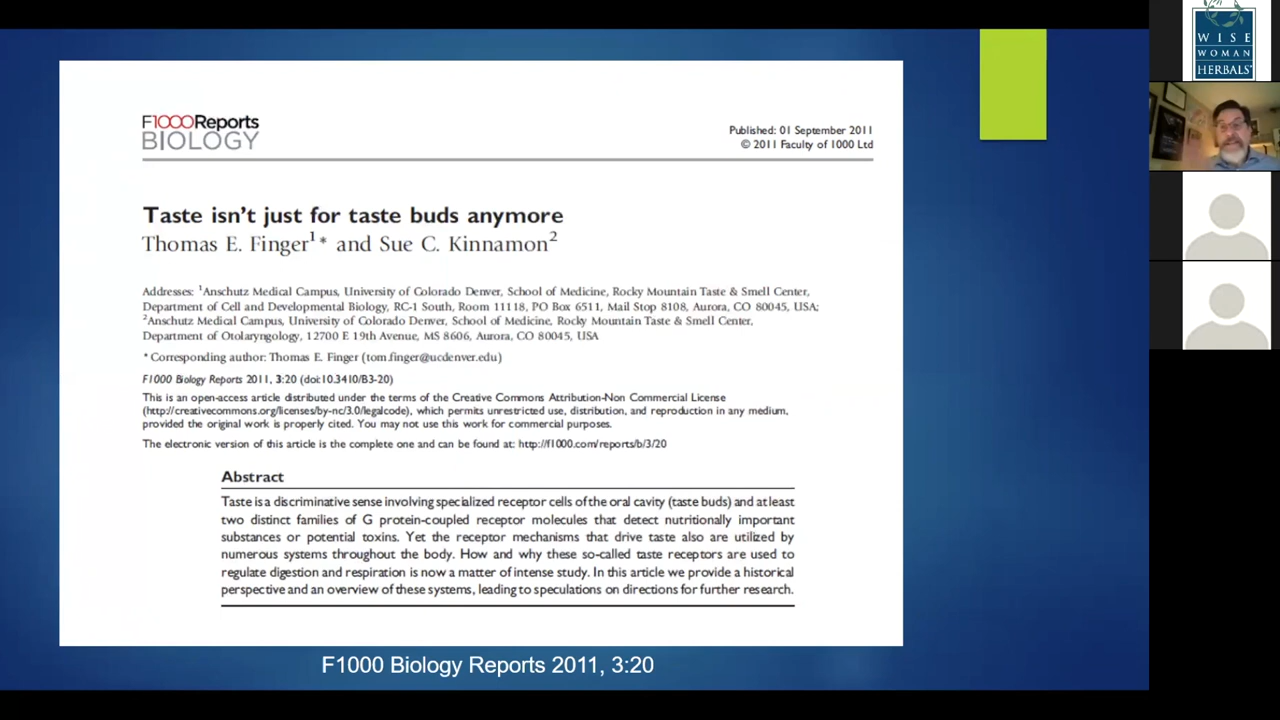 F1000Reports
BIOLOGY
Published: 01 September 2011
© 2011 Faculty of 1000 Ltd
Taste isn't just for taste buds anymore
Thomas E. Finger1* and Sue C. Kinnamon2
Addresses: 1Anschutz Medical Campus, University of Colorado Denver, School of Medicine, Rocky Mountain Taste & Smell Center,
Department of Cell and Developmental Biology, RC-1 South, Room 11118, PO Box 6511, Mail Stop 8108, Aurora, CO 80045, USA;
2Anschutz Medical Campus, University of Colorado Denver, School of Medicine, Rocky Mountain Taste & Smell Center,
Department of Otolaryngology, 12700 E 19th Avenue, MS 8606, Aurora, CO 80045, USA
* Corresponding author: Thomas E. Finger (tom.finger@ucdenver.edu)
F1000 Biology Reports 2011, 3:20 (doi:10.3410/B3-20)
This is an open-access article distributed under the terms of the Creative Commons Attribution-Non Commercial License
(http://creativecommons.org/licenses/by-nc/3.0/legalcode), which permits unrestricted use, distribution, and reproduction in any medium,
provided the original work is properly cited. You may not use this work for commercial purposes.
The electronic version of this article is the complete one and can be found at: http://f1000.com/reports/b/3/20
Abstract
Taste is a discriminative sense involving specialized receptor cells of the oral cavity (taste buds) and at least
two distinct families of G protein-coupled receptor molecules that detect nutritionally important
substances or potential toxins. Yet the receptor mechanisms that drive taste also are utilized by
numerous systems throughout the body. How and why these so-called taste receptors are used to
regulate digestion and respiration is now a matter of intense study. In this article we provide a historical
perspective and an overview of these systems, leading to speculations on directions for further research.
F1000 Biology Reports 2011, 3:20
WISE
WOMAN
HERBALS®